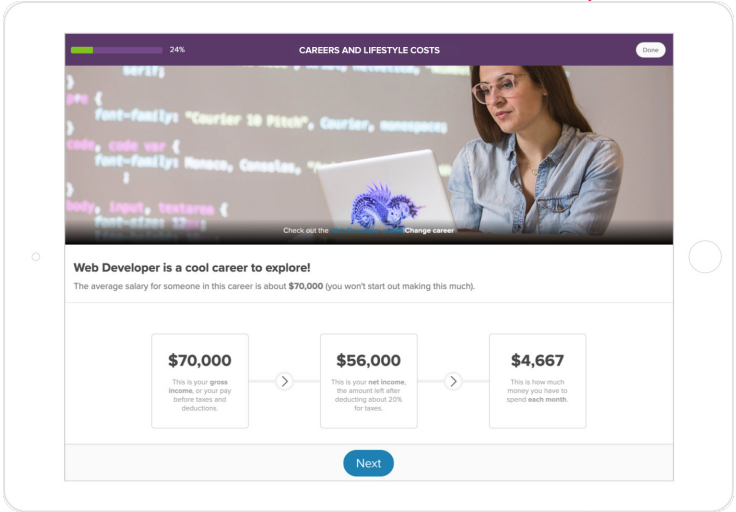 24%
CAREERS AND LIFESTYLE COSTS
Done
serif;
}
pre {
font-family: "Courier 10 Pitch", Courier, monospace;
}
code, code var {
font-family: Monaco, Consolas,
}
body, input, textarea {
font-size: 12px;
Check out the
Change career
Web Developer is a cool career to explore!
The average salary for someone in this career is about $70,000 (you won't start out making this much).
$70,000
This is your gross
income, or your pay
before taxes and
deductions.
$56,000
This is your net income,
the amount left after
deducting about 20%
for taxes.
$4,667
This is how much
money you have to
spend each month.
Next